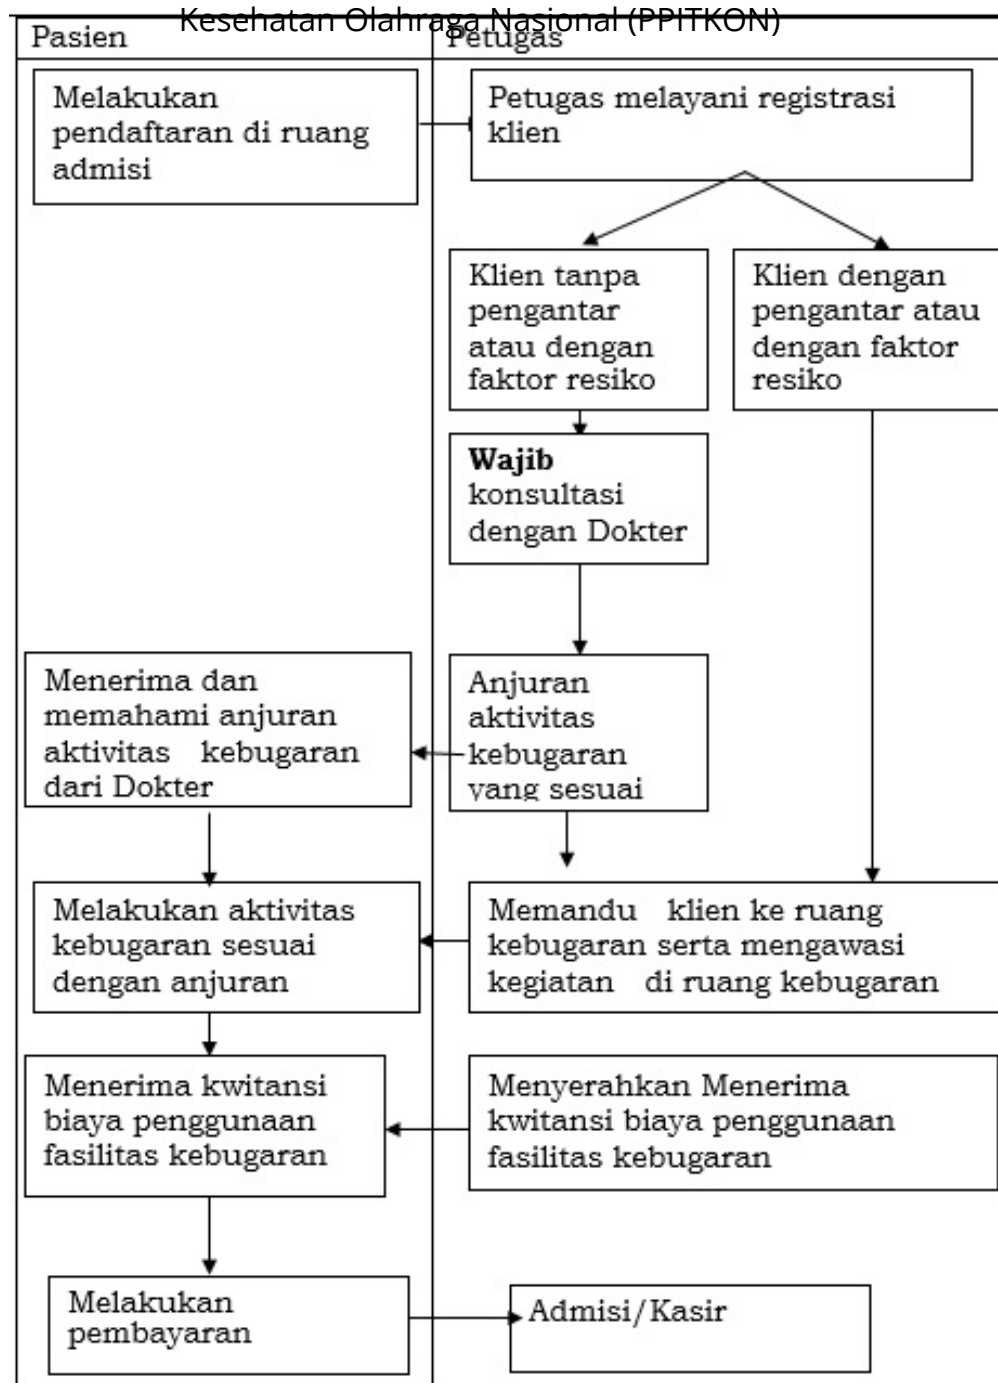 Kesehatan Olahraga Nasional (PPITKON)
Pasien
Petugas
Melakukan
pendaftaran di ruang
admisi
Petugas melayani registrasi
klien
Klien tanpa
pengantar
atau dengan
faktor resiko
Klien dengan
pengantar atau
dengan faktor
resiko
Wajib
konsultasi
dengan Dokter
Menerima dan
memahami anjuran
aktivitas kebugaran
dari Dokter
Anjuran
aktivitas
kebugaran
yang sesuai
Melakukan aktivitas
kebugaran sesuai
dengan anjuran
Memandu klien ke ruang
kebugaran serta mengawasi
kegiatan di ruang kebugaran
Menerima kwitansi
biaya penggunaan
fasilitas kebugaran
Menyerahkan Menerima
kwitansi biaya penggunaan
fasilitas kebugaran
Melakukan
pembayaran
Admisi/Kasir